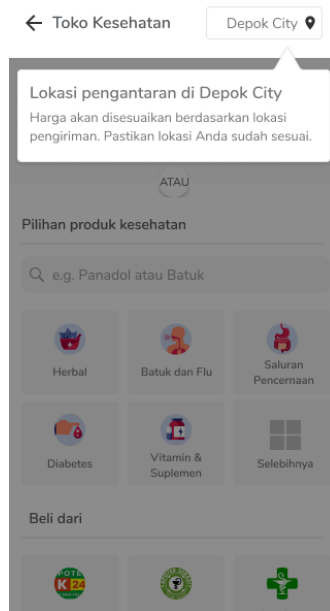 Toko Kesehatan
Depok City
Lokasi pengantaran di Depok City
Harga akan disesuaikan berdasarkan lokasi
pengiriman. Pastikan lokasi Anda sudah sesuai.
ATAU
Pilihan produk kesehatan
e.g. Panadol atau Batuk
Herbal
Batuk dan Flu
Saluran
Pencernaan
Diabetes
Vitamin &
Suplemen
Selebihnya
Beli dari
K 24